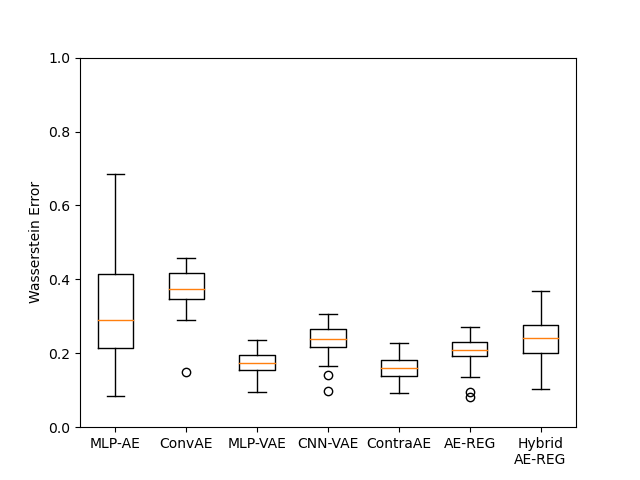 1.0
0.8
0.6
0.4
0.2
0.0
Wasserstein Error
MLP-AE ConvAE MLP-VAE CNN-VAE ContraAE AE-REG Hybrid
AE-REG